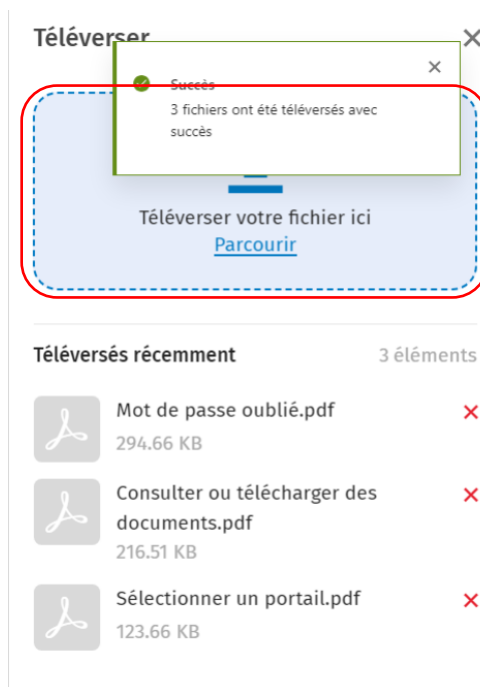 Téléverser
Succès
3 fichiers ont été téléversés avec
succès
Téléverser votre fichier ici
Parcourir
Téléversés récemment 3 éléments
Mot de passe oublié.pdf
294.66 KB
Consulter ou télécharger des
documents.pdf
216.51 KB
Sélectionner un portail.pdf
123.66 KB